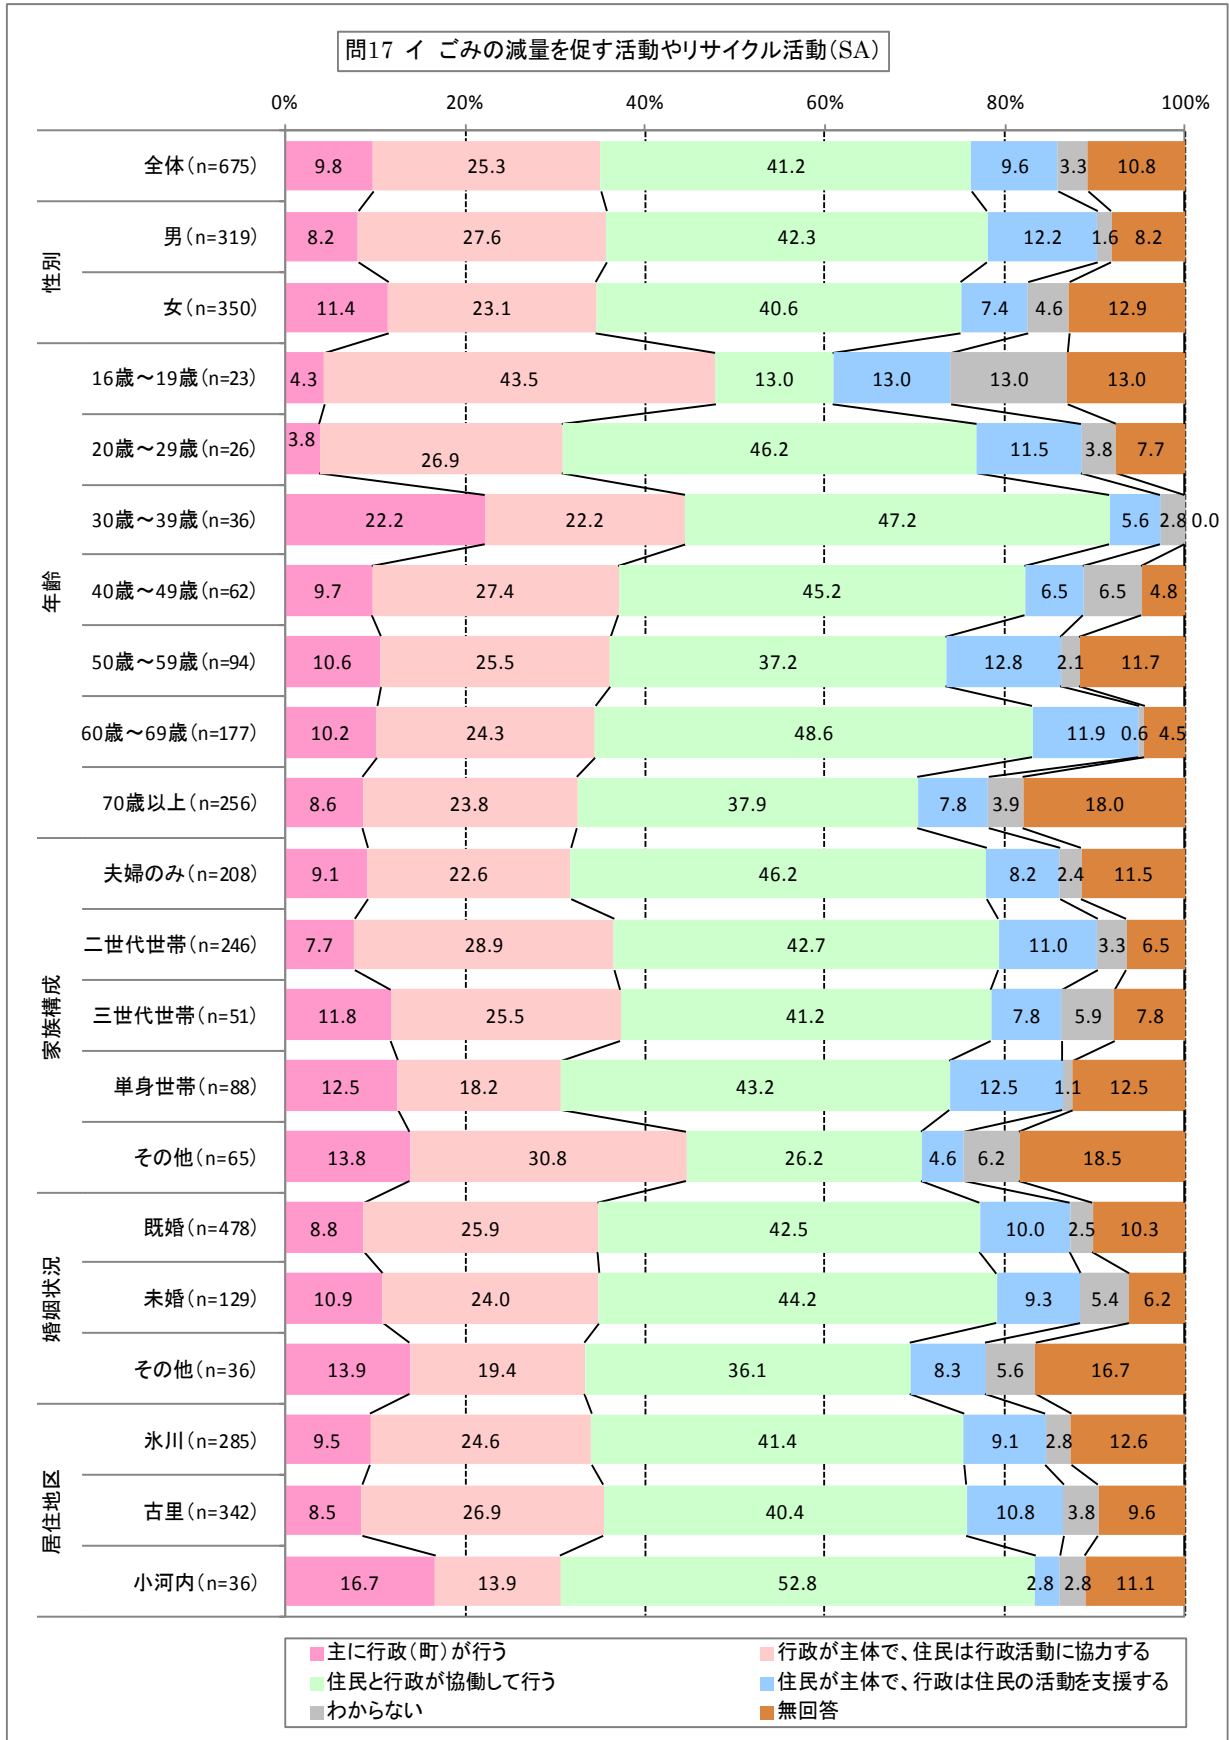 問17 イ ごみの減量を促す活動やリサイクル活動(SA)
0% 20% 40% 60% 80% 100%
全体(n=675) 9.8 25.3 41.2 9.6 3.3 10.8
性別
男(n=319) 8.2 27.6 42.3 12.2 1.6 8.2
女(n=350) 11.4 23.1 40.6 7.4 4.6 12.9
年齢
16歳～19歳(n=23) 4.3 43.5 13.0 13.0 13.0 13.0
20歳～29歳(n=26) 3.8 26.9 46.2 11.5 3.8 7.7
30歳～39歳(n=36) 22.2 22.2 47.2 5.6 2.8 0.0
40歳～49歳(n=62) 9.7 27.4 45.2 6.5 6.5 4.8
50歳～59歳(n=94) 10.6 25.5 37.2 12.8 2.1 11.7
60歳～69歳(n=177) 10.2 24.3 48.6 11.9 0.6 4.5
70歳以上(n=256) 8.6 23.8 37.9 7.8 3.9 18.0
家族構成
夫婦のみ(n=208) 9.1 22.6 46.2 8.2 2.4 11.5
二世代世帯(n=246) 7.7 28.9 42.7 11.0 3.3 6.5
三世代世帯(n=51) 11.8 25.5 41.2 7.8 5.9 7.8
単身世帯(n=88) 12.5 18.2 43.2 12.5 1.1 12.5
その他(n=65) 13.8 30.8 26.2 4.6 6.2 18.5
婚姻状況
既婚(n=478) 8.8 25.9 42.5 10.0 2.5 10.3
未婚(n=129) 10.9 24.0 44.2 9.3 5.4 6.2
その他(n=36) 13.9 19.4 36.1 8.3 5.6 16.7
居住地区
氷川(n=285) 9.5 24.6 41.4 9.1 2.8 12.6
古里(n=342) 8.5 26.9 40.4 10.8 3.8 9.6
小河内(n=36) 16.7 13.9 52.8 2.8 2.8 11.1
主に行政(町)が行う 行政が主体で、住民は行政活動に協力する
住民と行政が協働して行う 住民が主体で、行政は住民の活動を支援する
わからない 無回答